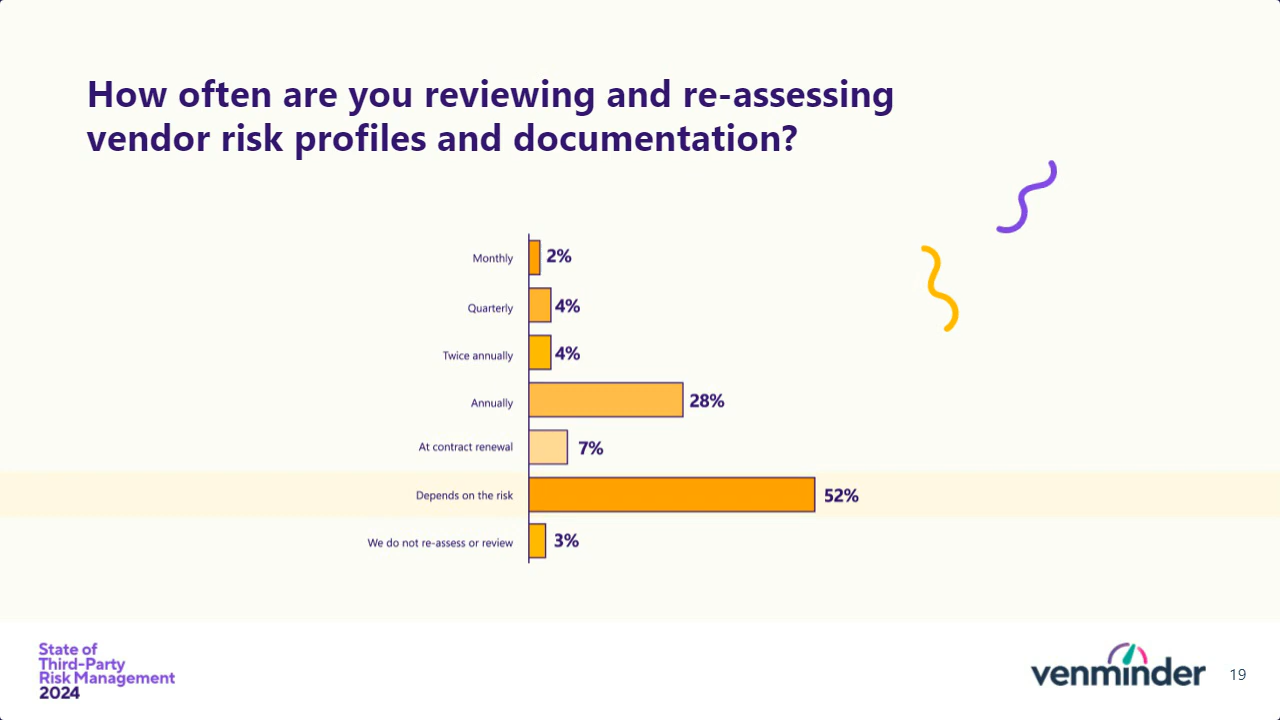 How often are you reviewing and re-assessing
vendor risk profiles and documentation?
Monthly 2%
Quarterly 4%
Twice annually 4%
Annually 28%
At contract renewal 7%
Depends on the risk 52%
We do not re-assess or review 3%
State of
Third-Party
Risk Management
2024
venminder
19